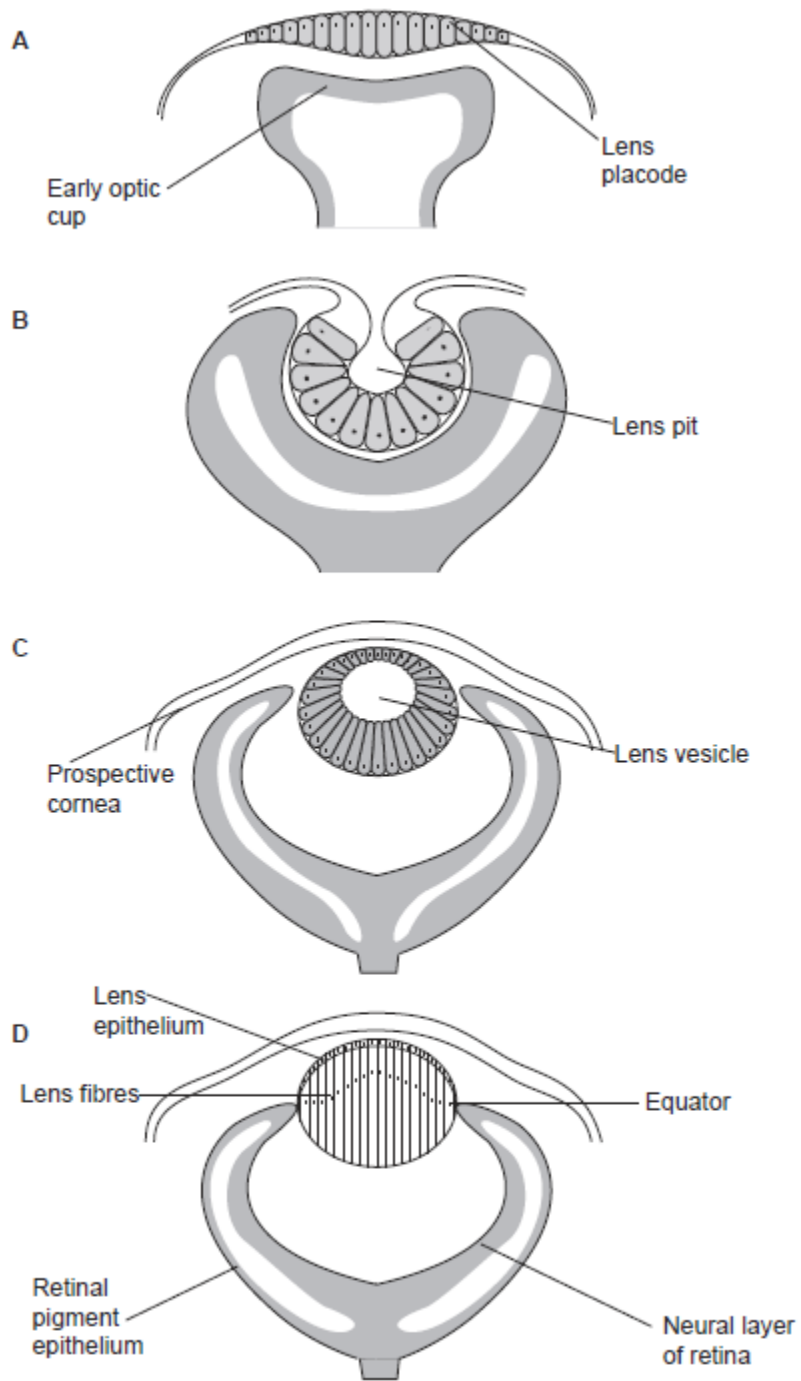 A
Lens
placode
Early optic
cup
B
Lens pit
C
Lens vesicle
Prospective
cornea
Lens
epithelium
D
Lens fibres
Equator
Retinal
pigment
epithelium
Neural layer
of retina